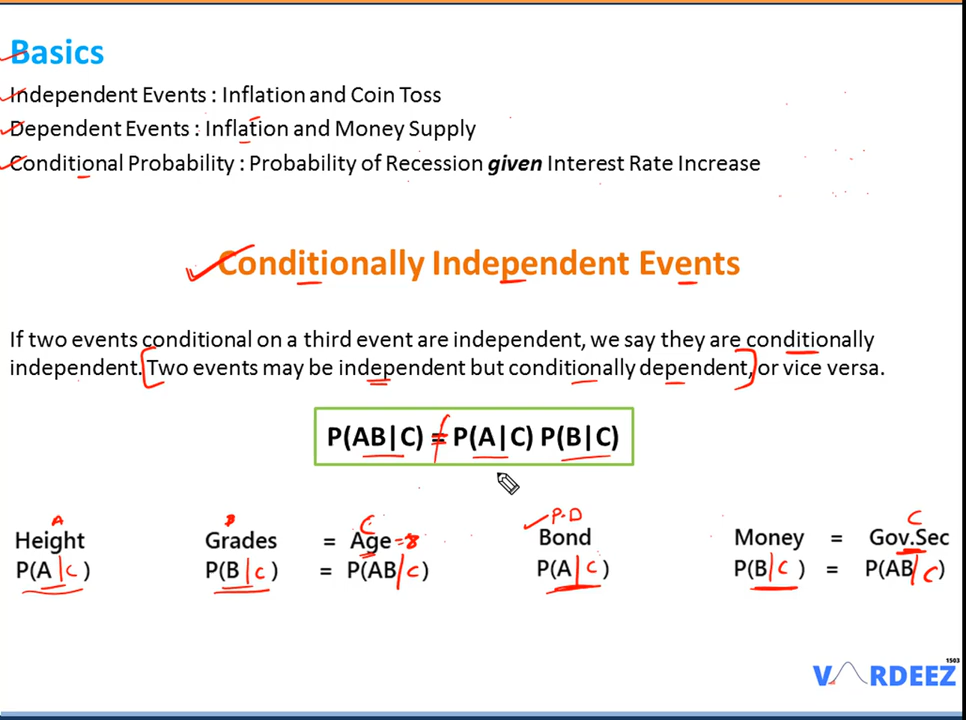 Basics
Independent Events : Inflation and Coin Toss
Dependent Events : Inflation and Money Supply
Conditional Probability : Probability of Recession given Interest Rate Increase
Conditionally Independent Events
If two events conditional on a third event are independent, we say they are conditionally
independent. [Two events may be independent but conditionally dependent,] or vice versa.
P(AB|C) = P(A|C) P(B|C)
A B C P.D C
Height Grades = Age =8 Bond Money = Gov.Sec
P(A|C) P(B|C) = P(AB|C) P(A|C) P(B|C) = P(AB|C)
1503
VARDEEZ